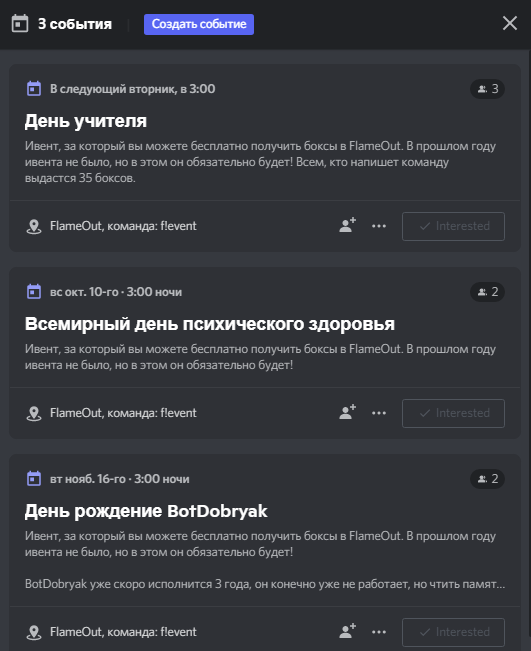 3 события
Создать событие
В следующий вторник, в 3:00
3
День учителя
Ивент, за который вы можете бесплатно получить боксы в FlameOut. В прошлом году
ивента не было, но в этом он обязательно будет! Всем, кто напишет команду
выдастся 35 боксов.
FlameOut, команда: f!event
Interested
вс окт. 10-го · 3:00 ночи
2
Всемирный день психического здоровья
Ивент, за который вы можете бесплатно получить боксы в FlameOut. В прошлом году
ивента не было, но в этом он обязательно будет!
FlameOut, команда: f!event
Interested
вт нояб. 16-го · 3:00 ночи
2
День рождение BotDobryak
Ивент, за который вы можете бесплатно получить боксы в FlameOut. В прошлом году
ивента не было, но в этом он обязательно будет!
BotDobryak уже скоро исполнится 3 года, он конечно уже не работает, но чтить памят...
FlameOut, команда: f!event
Interested